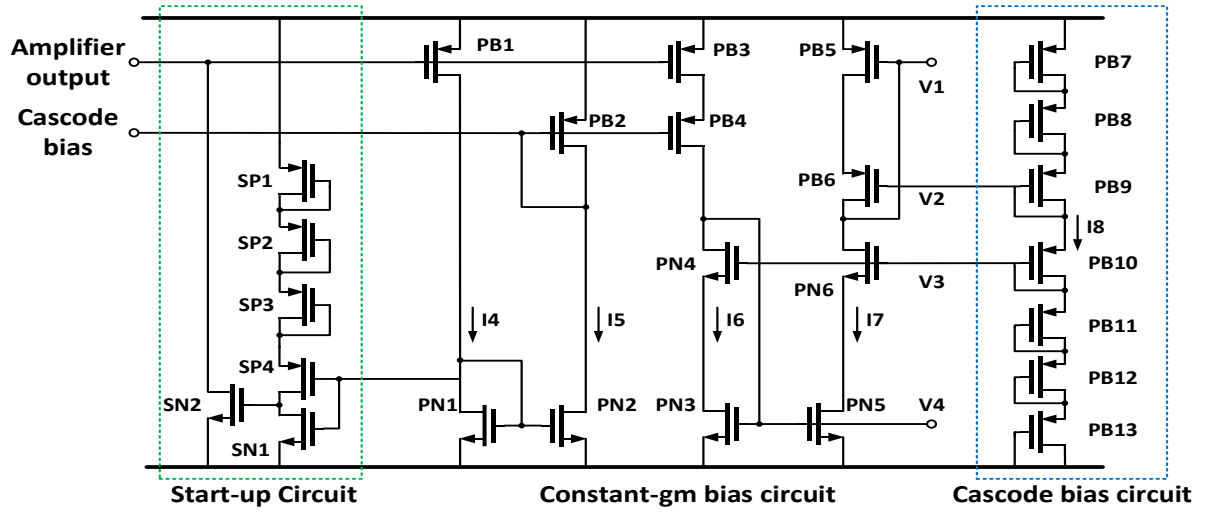 Amplifier
output
Cascode
bias
PB1
PB3
PB5
PB7
V1
PB2
PB4
PB8
SP1
PB6
V2
PB9
SP2
I8
PN4
PN6
V3
PB10
SP3
I4
I5
I6
I7
PB11
SP4
PB12
SN2
PN1
PN2
PN3
PN5
V4
PB13
SN1
Start-up Circuit
Constant-gm bias circuit
Cascode bias circuit